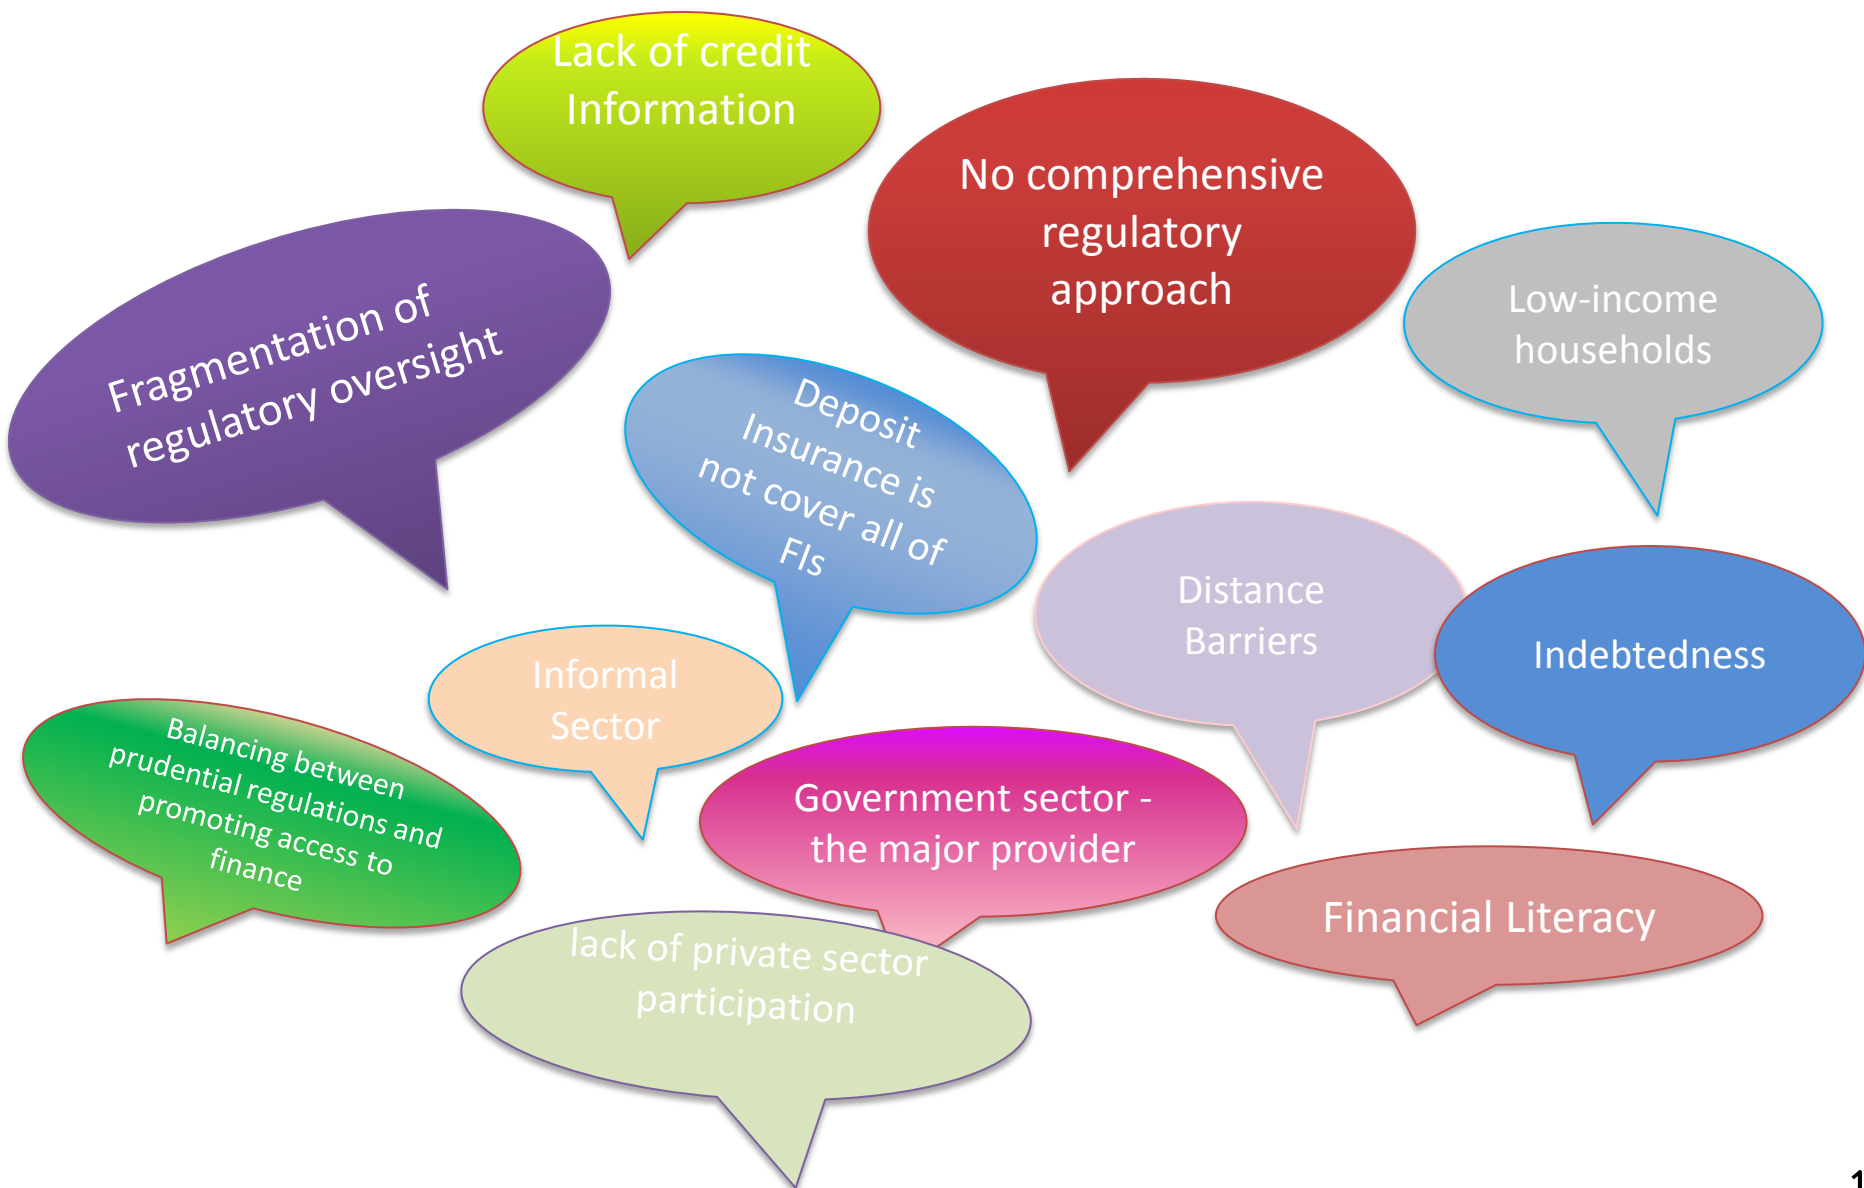 Lack of credit
Information
No comprehensive
regulatory
approach
Low-income
households
Fragmentation of
regulatory oversight
Deposit
Insurance is
not cover all of
FIs
Distance
Barriers
Indebtedness
Informal
Sector
Balancing between
prudential regulations and
promoting access to
finance
Government sector -
the major provider
Financial Literacy
lack of private sector
participation
1